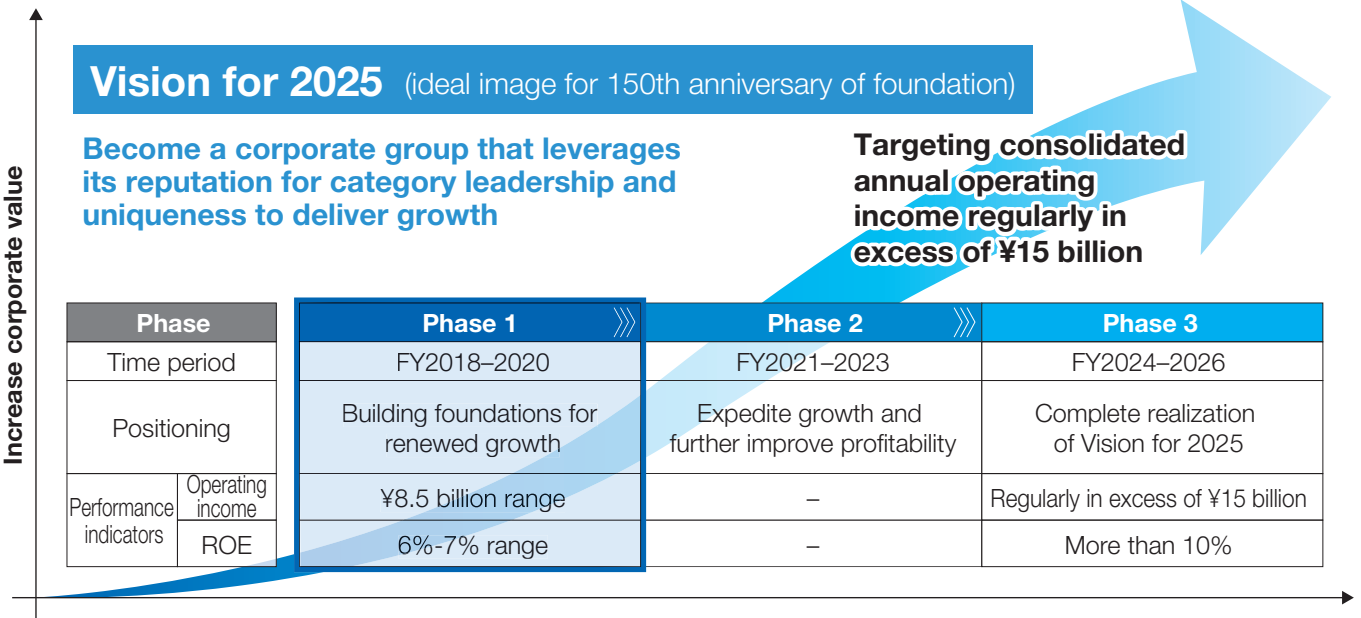 Increase corporate value
Vision for 2025 (ideal image for 150th anniversary of foundation)
Become a corporate group that leverages
its reputation for category leadership and
uniqueness to deliver growth
Targeting consolidated
annual operating
income regularly in
excess of ¥15 billion
Phase Phase 1 Phase 2 Phase 3
Time period FY2018–2020 FY2021–2023 FY2024–2026
Positioning
Building foundations for
renewed growth
Expedite growth and
further improve profitability
Complete realization
of Vision for 2025
Performance
indicators
Operating
income
¥8.5 billion range – Regularly in excess of ¥15 billion
ROE 6%-7% range – More than 10%